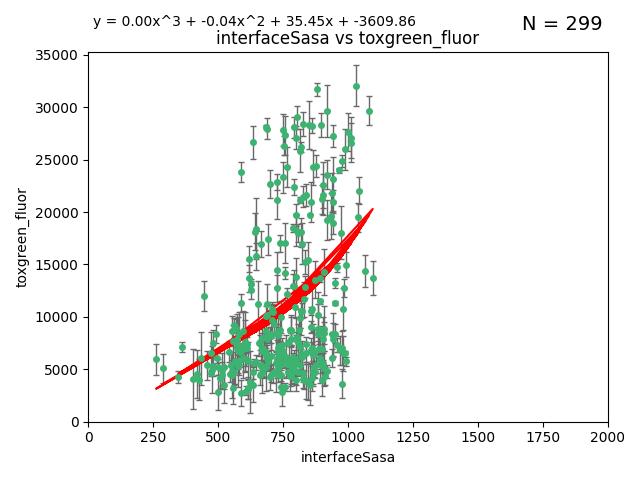 y = 0.00x^3 + -0.04x^2 + 35.45x + -3609.86
N = 299
interfaceSasa vs toxgreen_fluor
35000
30000
25000
20000
15000
10000
5000
0
toxgreen_fluor
0 250 500 750 1000 1250 1500 1750 2000
interfaceSasa